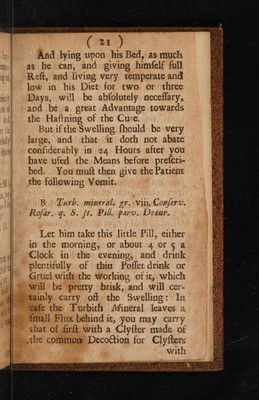 ( 21 )
And lying upon his Bed, as much
as he can, and giving himself full
Reſt, and living very temperate and
low in his Diet for two or three
Days, will be abſolutely neceſſary,
and be a great Advantage towards
the Haſtning of the Cure.
But if the Swelling ſhould be very
large, and that it doth not abate
conſiderably in 24 Hours after you
have uſed the Means before preſcri-
bed. You muſt then give the Patient
the following Vomit.
℞ Turb. mineral. gr. viii. Conſerv.
Roſar. q. S. ft. Pill. parv. Detur.
Let him take this little Pill, either
in the morning, or about 4 or 5 a
Clock in the evening, and drink
plentifully of thin Poſſet drink or
Gruel with the working of it, which
will be pretty brisk, and will cer-
tainly carry off the Swelling: In
caſe the Turbith Mineral leaves a
ſmall Flux behind it, you may carry
that of firſt with a Clyſter made of
the common Decoction for Clyſters
with